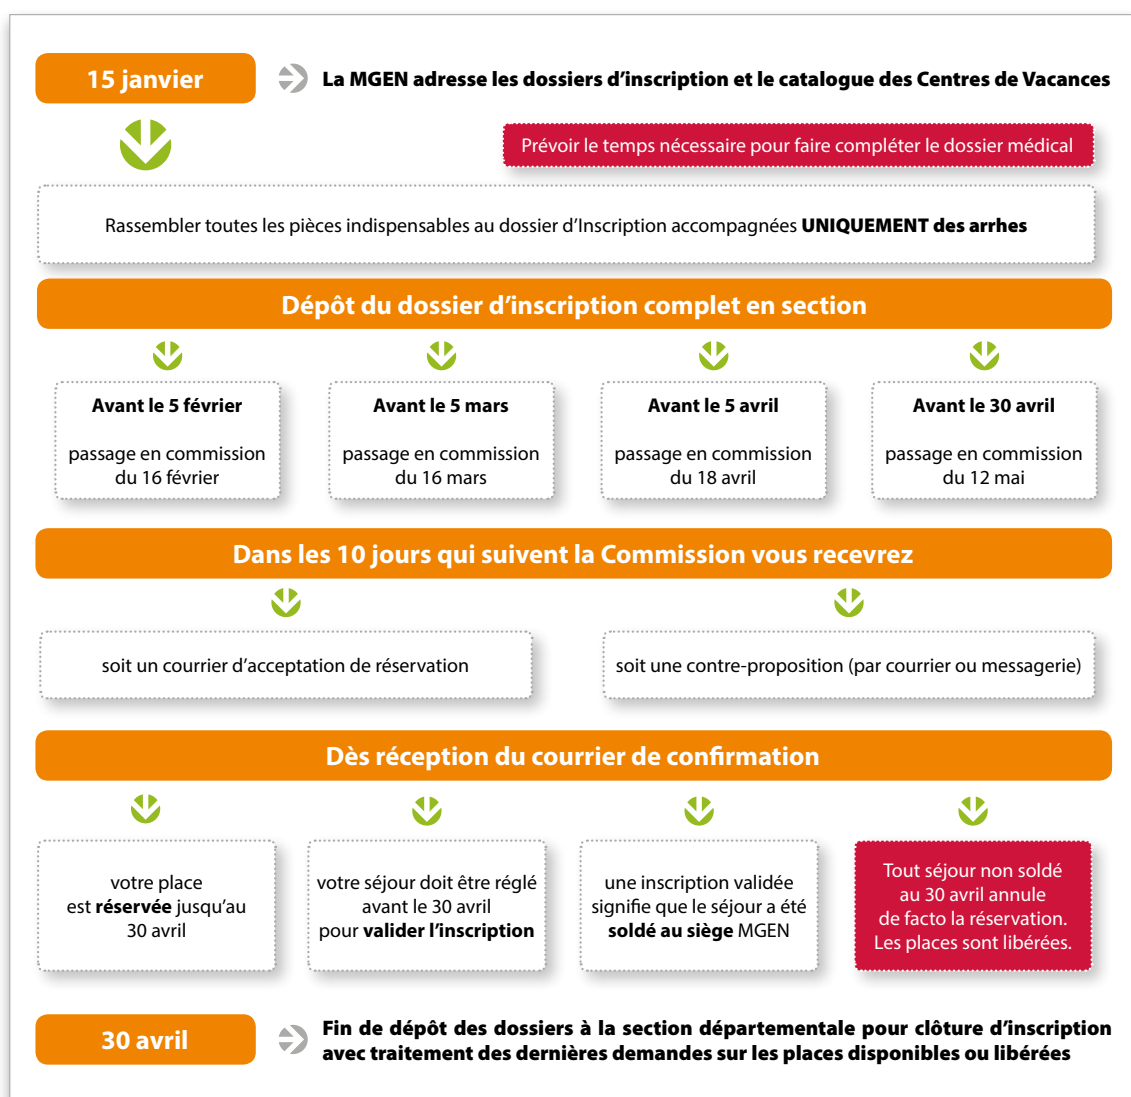 15 janvier
La MGEN adresse les dossiers d’inscription et le catalogue des Centres de Vacances
Prévoir le temps nécessaire pour faire compléter le dossier médical
Rassembler toutes les pièces indispensables au dossier d’Inscription accompagnées UNIQUEMENT des arrhes
Dépôt du dossier d’inscription complet en section
Avant le 5 février
passage en commission
du 16 février
Avant le 5 mars
passage en commission
du 16 mars
Avant le 5 avril
passage en commission
du 18 avril
Avant le 30 avril
passage en commission
du 12 mai
Dans les 10 jours qui suivent la Commission vous recevrez
soit un courrier d’acceptation de réservation
soit une contre-proposition (par courrier ou messagerie)
Dès réception du courrier de confirmation
votre place
est réservée jusqu’au
30 avril
votre séjour doit être réglé
avant le 30 avril
pour valider l’inscription
une inscription validée
signifie que le séjour a été
soldé au siège MGEN
Tout séjour non soldé
au 30 avril annule
de facto la réservation.
Les places sont libérées.
30 avril
Fin de dépôt des dossiers à la section départementale pour clôture d’inscription
avec traitement des dernières demandes sur les places disponibles ou libérées